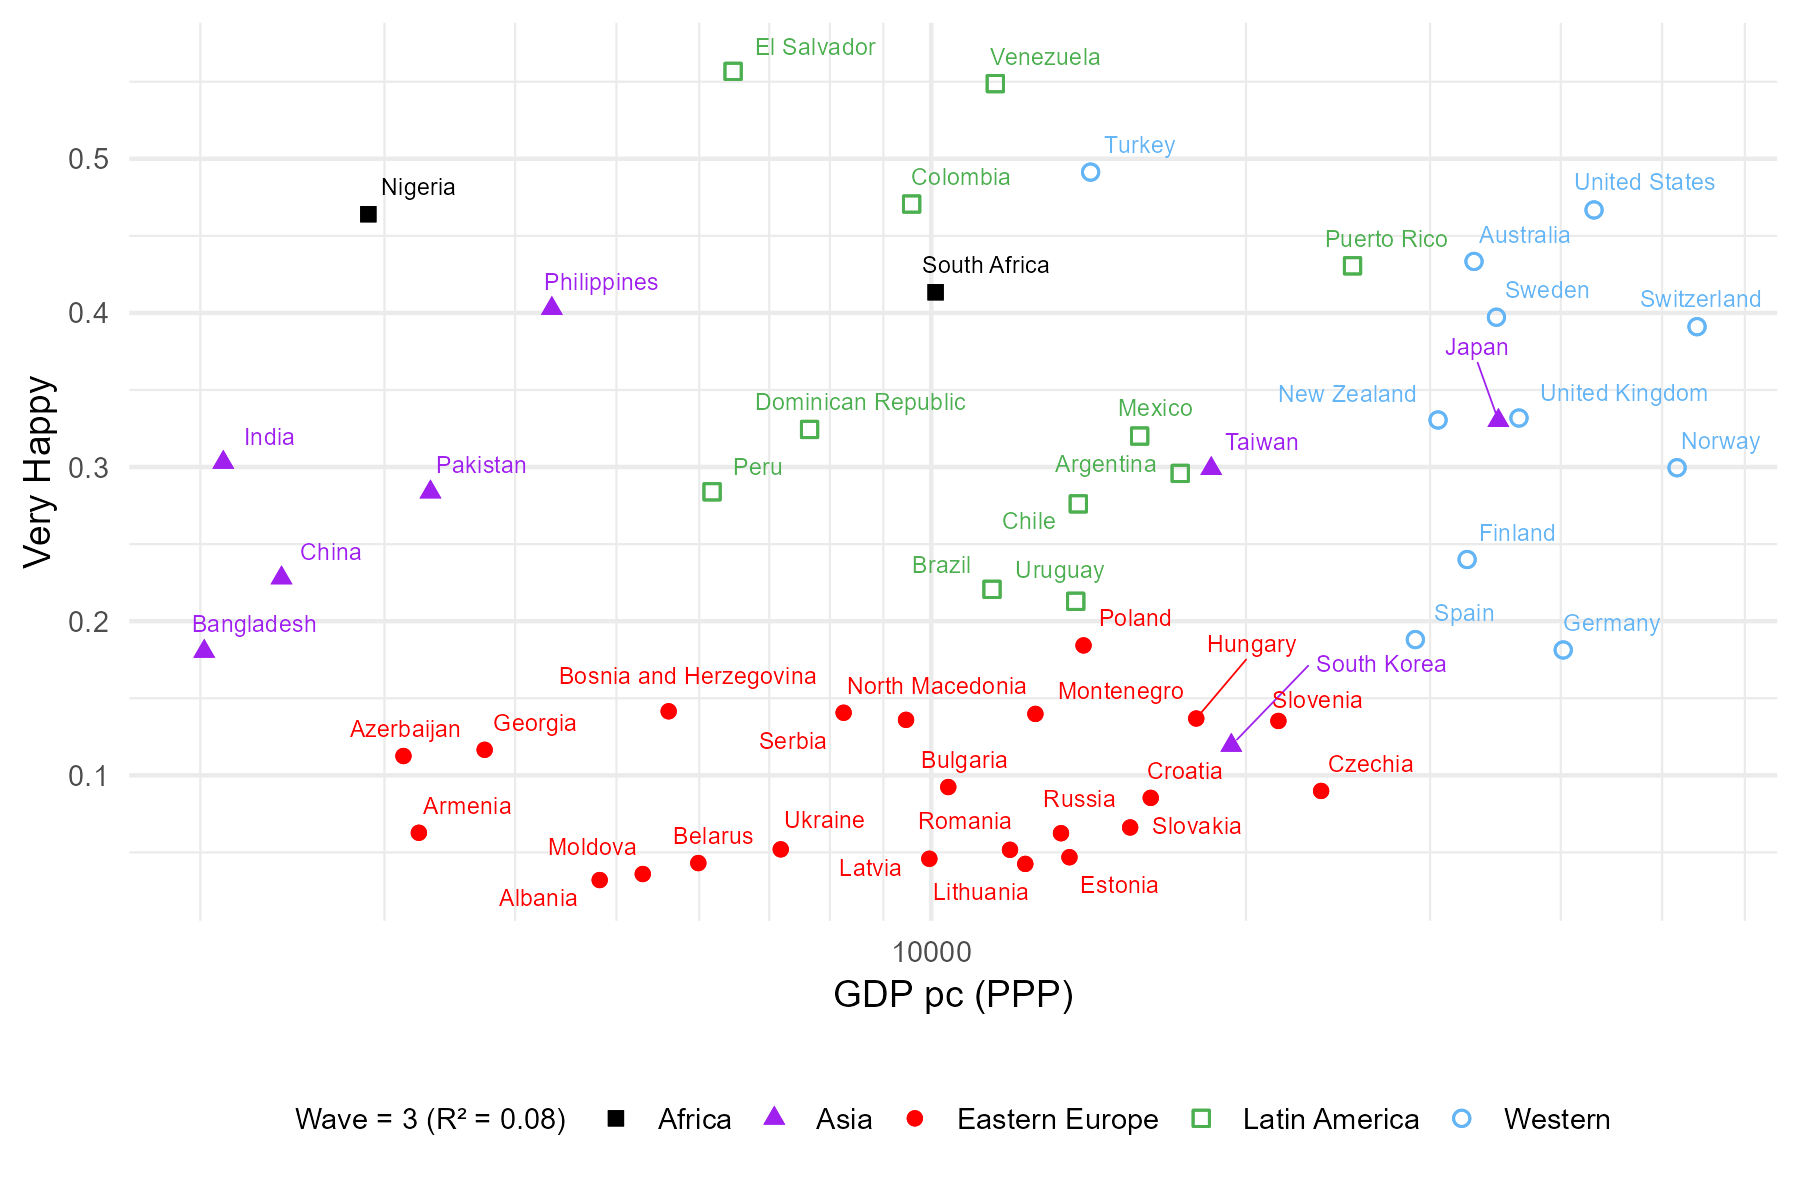 El Salvador
Venezuela
Turkey
0.5
Colombia
United States
Nigeria
Australia
Puerto Rico
South Africa
Philippines
Sweden
Switzerland
0.4
Japan
New Zealand
United Kingdom
Dominican Republic
Mexico
India
Taiwan
Norway
Pakistan
Peru
Argentina
0.3
Very Happy
Chile
Finland
China
Brazil
Uruguay
Spain
Poland
0.2
Bangladesh
Germany
Hungary
South Korea
Bosnia and Herzegovina
North Macedonia
Montenegro
Slovenia
Georgia
Azerbaijan
Serbia
Bulgaria
Czechia
Croatia
0.1
Russia
Armenia
Ukraine
Romania
Slovakia
Belarus
Moldova
Latvia
Estonia
Lithuania
Albania
10000
GDP pc (PPP)
Wave = 3 (R² = 0.08) Africa Asia Eastern Europe Latin America Western